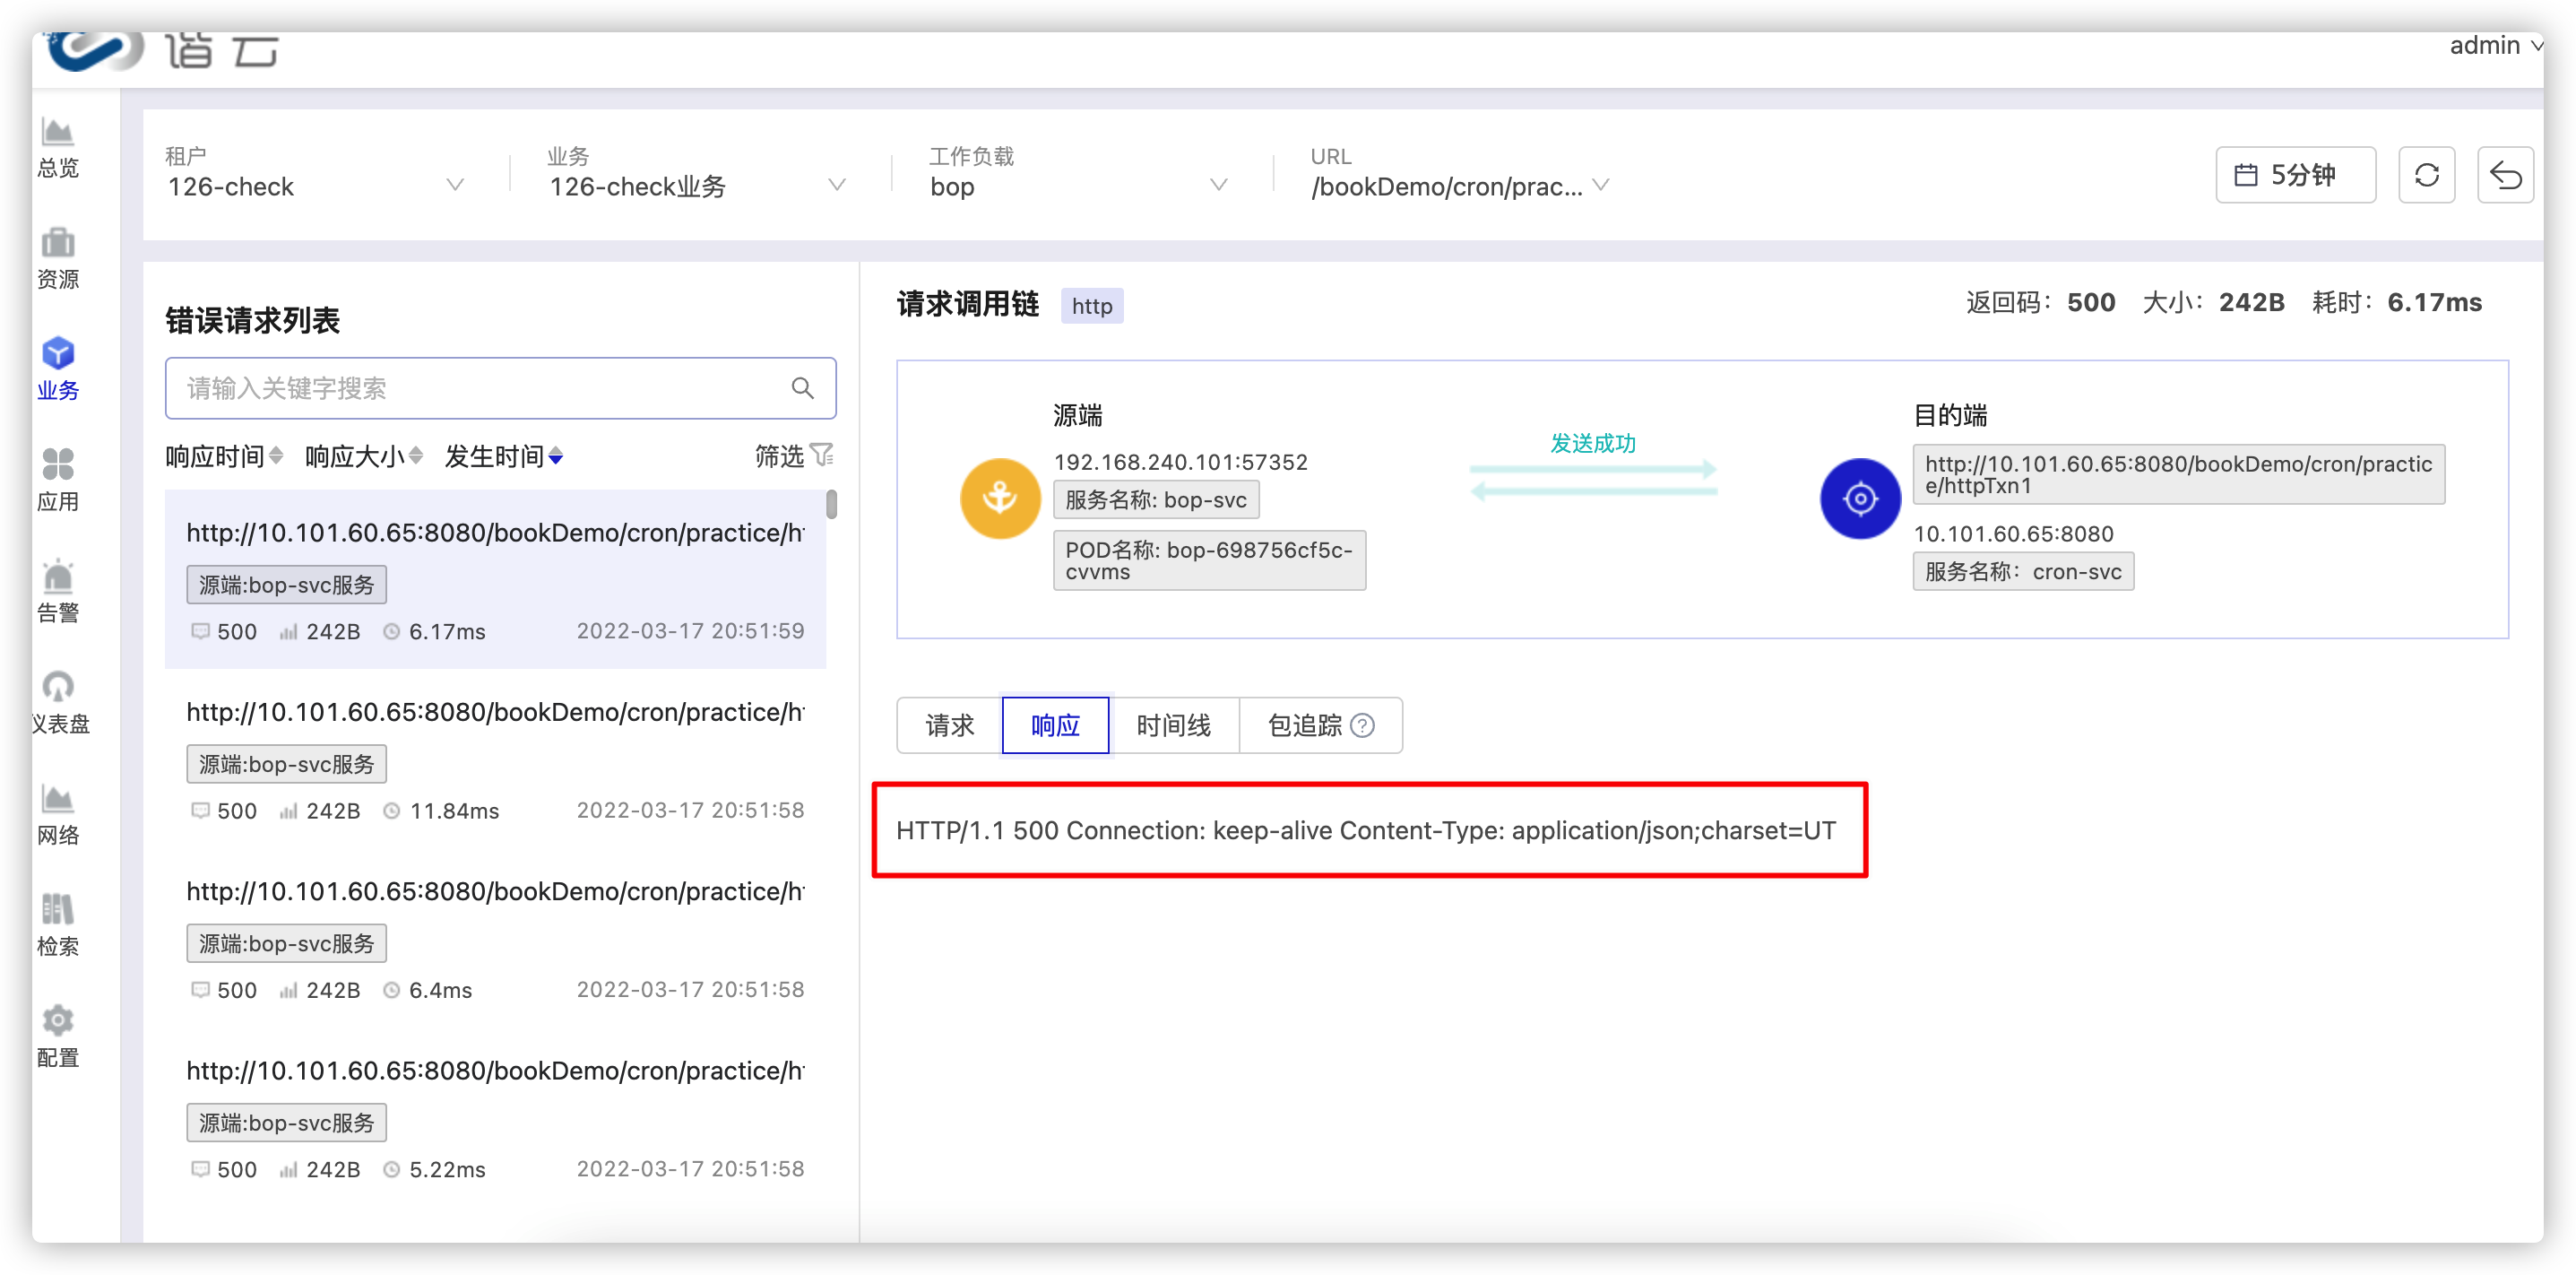 谐云
admin
总览
资源
业务
应用
告警
仪表盘
网络
检索
配置
租户
126-check
业务
126-check业务
工作负载
bop
URL
/bookDemo/cron/prac...
5分钟
错误请求列表
请输入关键字搜索
响应时间 响应大小 发生时间 筛选
http://10.101.60.65:8080/bookDemo/cron/practice/h
源端:bop-svc服务
500 242B 6.17ms 2022-03-17 20:51:59
http://10.101.60.65:8080/bookDemo/cron/practice/h
源端:bop-svc服务
500 242B 11.84ms 2022-03-17 20:51:58
http://10.101.60.65:8080/bookDemo/cron/practice/h
源端:bop-svc服务
500 242B 6.4ms 2022-03-17 20:51:58
http://10.101.60.65:8080/bookDemo/cron/practice/h
源端:bop-svc服务
500 242B 5.22ms 2022-03-17 20:51:58
请求调用链 http
返回码：500 大小：242B 耗时：6.17ms
源端
192.168.240.101:57352
服务名称: bop-svc
POD名称: bop-698756cf5c-
cvvms
发送成功
目的端
http://10.101.60.65:8080/bookDemo/cron/practic
e/httpTxn1
10.101.60.65:8080
服务名称：cron-svc
请求 响应 时间线 包追踪 ?
HTTP/1.1 500 Connection: keep-alive Content-Type: application/json;charset=UT